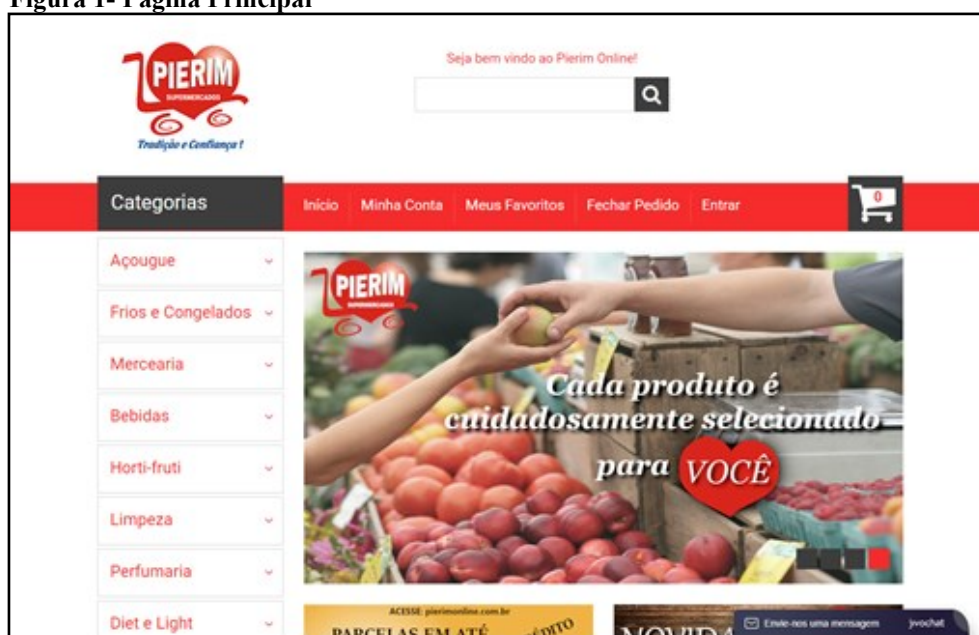 Figura 1- Página Principal
PIERIM
SUPERMERCADOS
Tradição e Confiança !
Seja bem vindo ao Pierim Online!
Categorias
Início
Minha Conta
Meus Favoritos
Fechar Pedido
Entrar
0
Açougue
Frios e Congelados
Mercearia
Bebidas
Horti-fruti
Limpeza
Perfumaria
Diet e Light
PIERIM
SUPERMERCADOS
Cada produto é
cuidadosamente selecionado
para VOCÊ
ACESSE: pierimonline.com.br
PARCELAS EM ATÉ
Envie-nos uma mensagem
jvochat